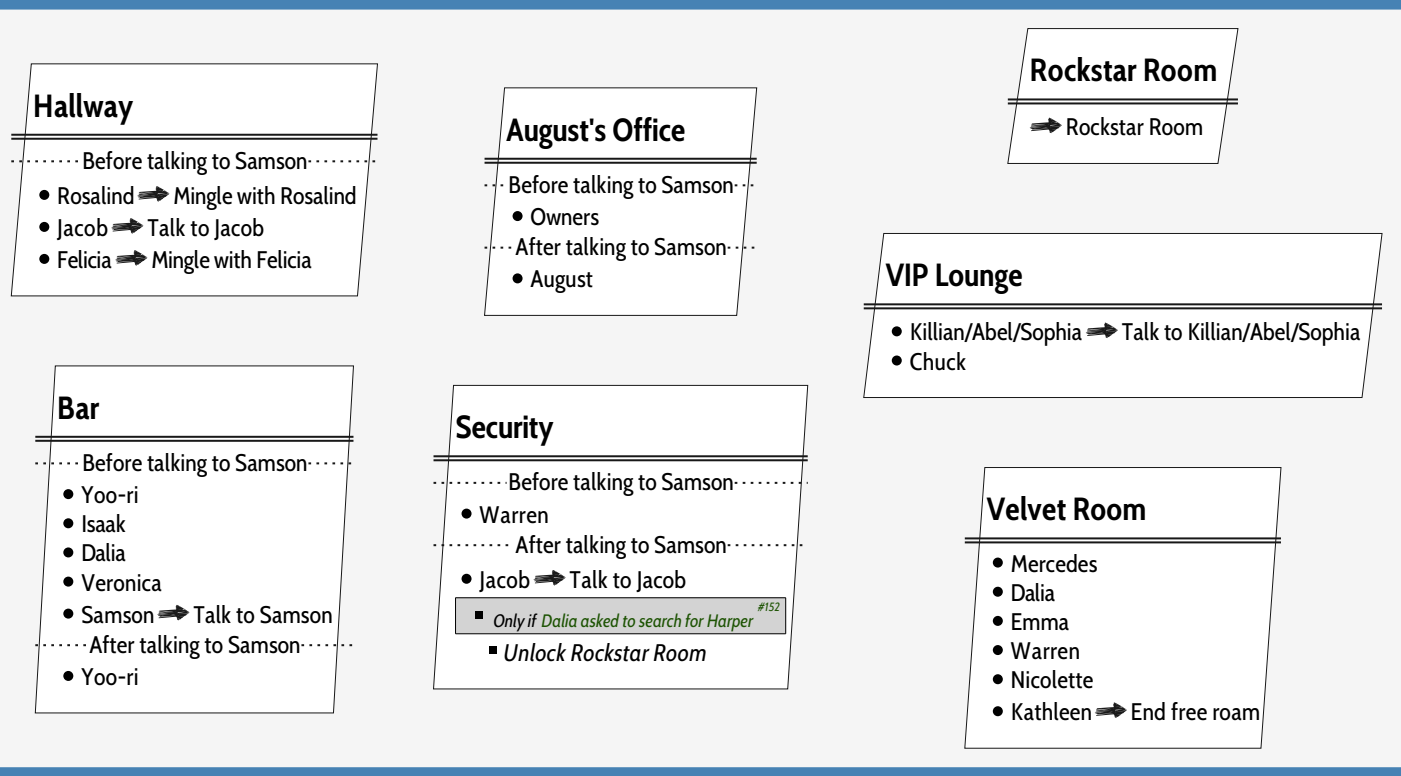 Hallway
Before talking to Samson
Rosalind ➡ Mingle with Rosalind
Jacob ➡ Talk to Jacob
Felicia ➡ Mingle with Felicia
August's Office
Before talking to Samson
Owners
After talking to Samson
August
Rockstar Room
➡ Rockstar Room
VIP Lounge
Killian/Abel/Sophia ➡ Talk to Killian/Abel/Sophia
Chuck
Bar
Before talking to Samson
Yoo-ri
Isaak
Dalia
Veronica
Samson ➡ Talk to Samson
After talking to Samson
Yoo-ri
Security
Before talking to Samson
Warren
After talking to Samson
Jacob ➡ Talk to Jacob
#152
Only if Dalia asked to search for Harper
Unlock Rockstar Room
Velvet Room
Mercedes
Dalia
Emma
Warren
Nicolette
Kathleen ➡ End free roam